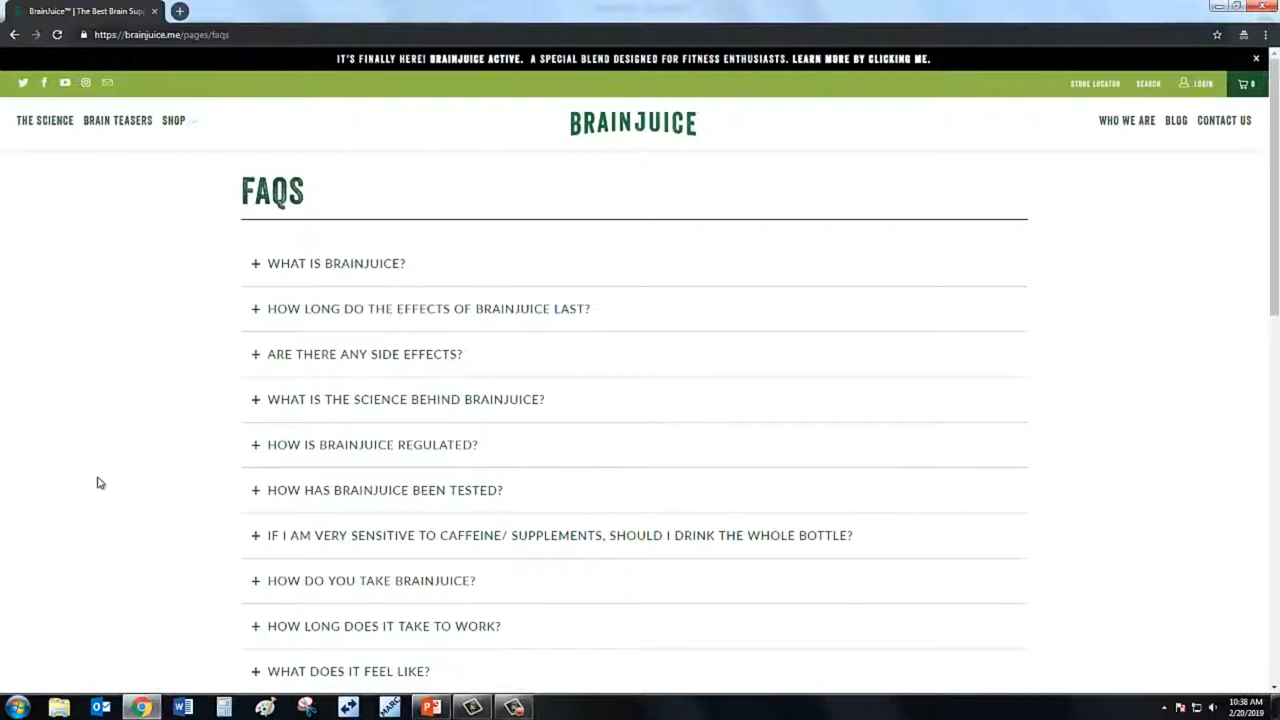 BrainJuice™ | The Best Brain Sup
https://brainjuice.me/pages/faqs
IT'S FINALLY HERE! BRAINJUICE ACTIVE. A SPECIAL BLEND DESIGNED FOR FITNESS ENTHUSIASTS. LEARN MORE BY CLICKING ME.
STORE LOCATOR SEARCH LOGIN 0
THE SCIENCE BRAIN TEASERS SHOP BRAINJUICE WHO WE ARE BLOG CONTACT US
FAQS
+ WHAT IS BRAINJUICE?
+ HOW LONG DO THE EFFECTS OF BRAINJUICE LAST?
+ ARE THERE ANY SIDE EFFECTS?
+ WHAT IS THE SCIENCE BEHIND BRAINJUICE?
+ HOW IS BRAINJUICE REGULATED?
+ HOW HAS BRAINJUICE BEEN TESTED?
+ IF I AM VERY SENSITIVE TO CAFFEINE/ SUPPLEMENTS, SHOULD I DRINK THE WHOLE BOTTLE?
+ HOW DO YOU TAKE BRAINJUICE?
+ HOW LONG DOES IT TAKE TO WORK?
+ WHAT DOES IT FEEL LIKE?
MARC
10:38 AM
2/20/2019